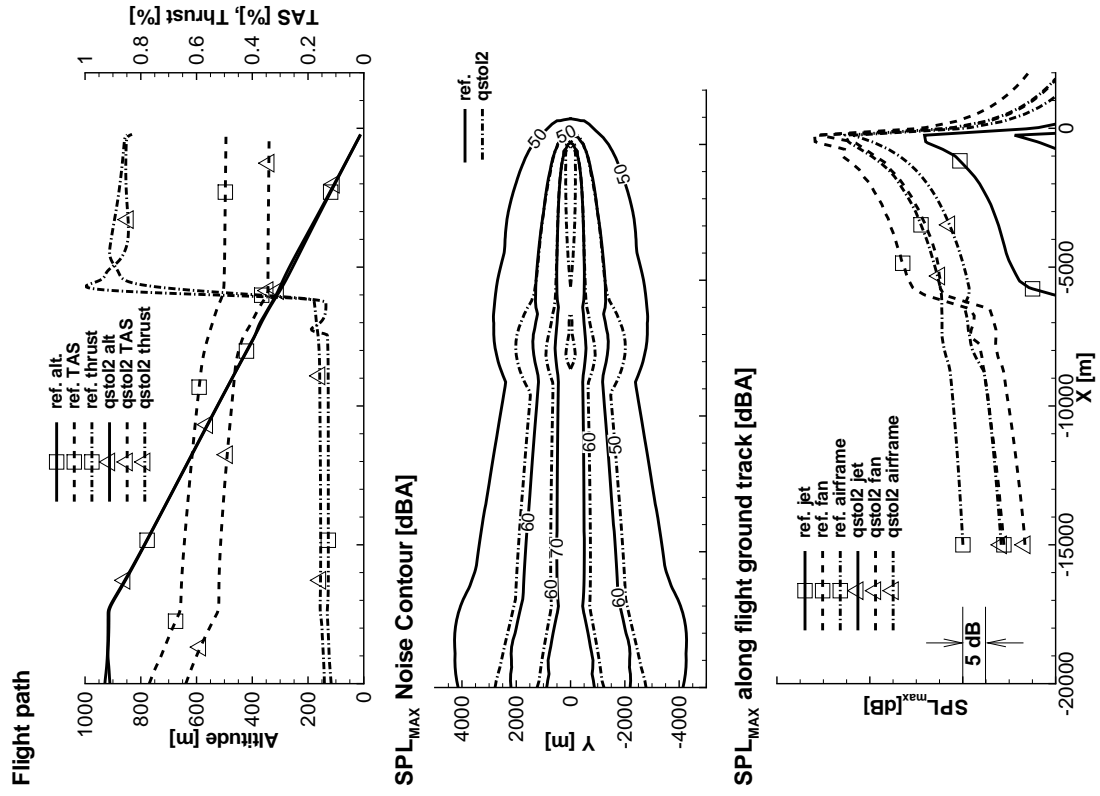 Flight path
TAS [%], Thrust [%]
1
0.8
0.6
0.4
0.2
0
1000
800
600
400
200
0
Altitude [m]
ref. alt.
ref. TAS
ref. thrust
qstol2 alt
qstol2 TAS
qstol2 thrust
SPL_MAX Noise Contour [dBA]
ref.
qstol2
4000
2000
0
-2000
-4000
Y [m]
50
50
50
60
60
50
70
60
60
SPL_MAX along flight ground track [dBA]
ref. jet
ref. fan
ref. airframe
qstol2 jet
qstol2 fan
qstol2 airframe
5 dB
SPL_max[dB]
-20000
-15000
-10000
-5000
0
X [m]